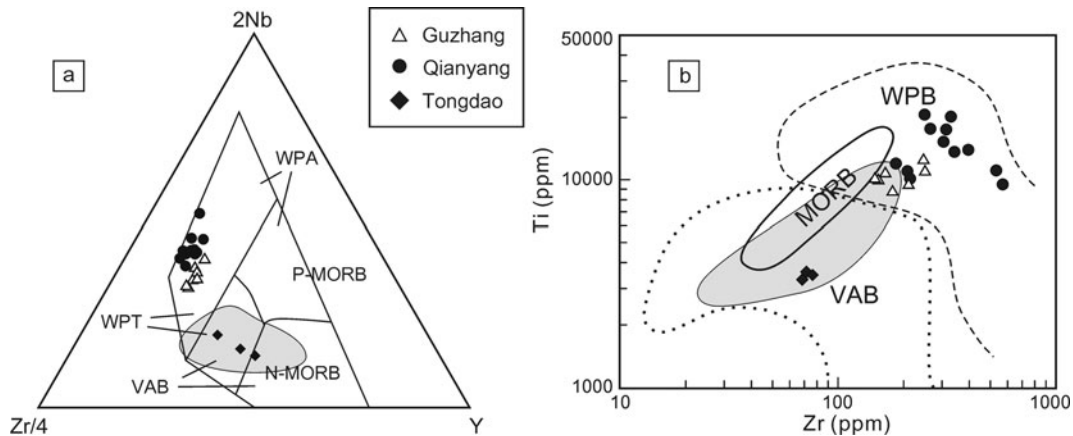 2Nb
a
WPA
P-MORB
WPT
VAB
N-MORB
Zr/4
Y
Guzhang
Qianyang
Tongdao
b
50000
10000
1000
Ti (ppm)
WPB
MORB
VAB
10
100
1000
Zr (ppm)